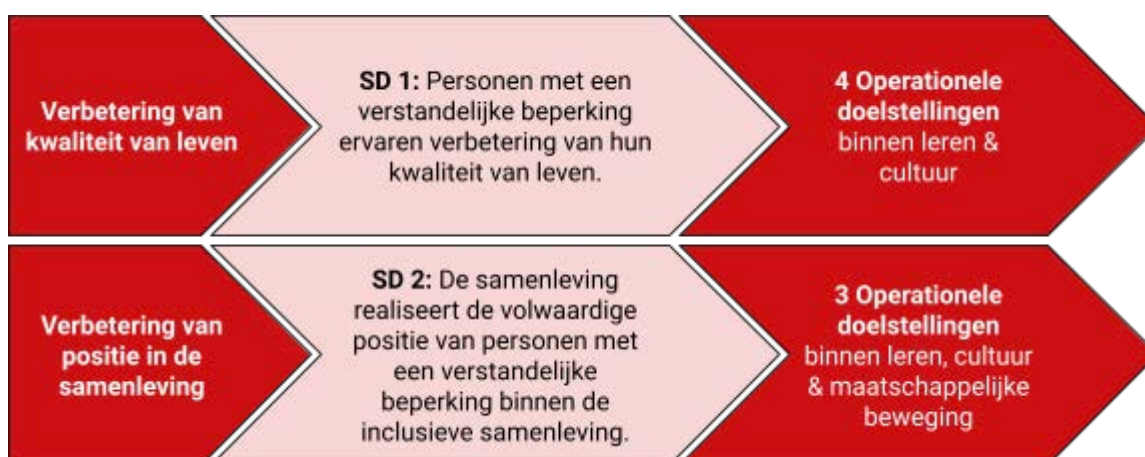 Verbetering van
kwaliteit van leven
SD 1: Personen met een
verstandelijke beperking
ervaren verbetering van hun
kwaliteit van leven.
4 Operationele
doelstellingen
binnen leren &
cultuur
Verbetering van
positie in de
samenleving
SD 2: De samenleving
realiseert de volwaardige
positie van personen met
een verstandelijke
beperking binnen de
inclusieve samenleving.
3 Operationele
doelstellingen
binnen leren, cultuur
& maatschappelijke
beweging